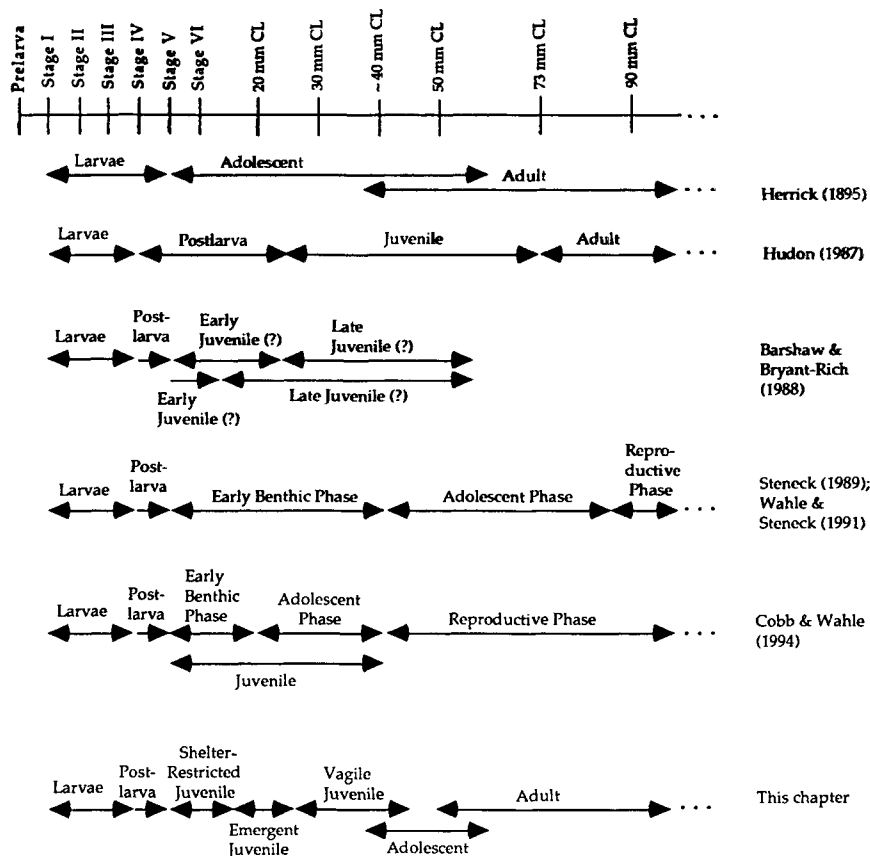 Prelarva
Stage I
Stage II
Stage III
Stage IV
Stage V
Stage VI
20 mm CL
30 mm CL
~40 mm CL
50 mm CL
73 mm CL
90 mm CL
...
Larvae
Adolescent
Adult
...
Herrick (1895)
Larvae
Postlarva
Juvenile
Adult
...
Hudon (1987)
Larvae
Post-
larva
Early
Juvenile (?)
Late
Juvenile (?)
Early
Juvenile (?)
Late Juvenile (?)
Barshaw &
Bryant-Rich
(1988)
Larvae
Post-
larva
Early Benthic Phase
Adolescent Phase
Repro-
ductive
Phase
...
Steneck (1989);
Wahle &
Steneck (1991)
Larvae
Post-
larva
Early
Benthic
Phase
Adolescent
Phase
Reproductive Phase
...
Juvenile
Cobb & Wahle
(1994)
Larvae
Post-
larva
Shelter-
Restricted
Juvenile
Emergent
Juvenile
Vagile
Juvenile
Adolescent
Adult
...
This chapter